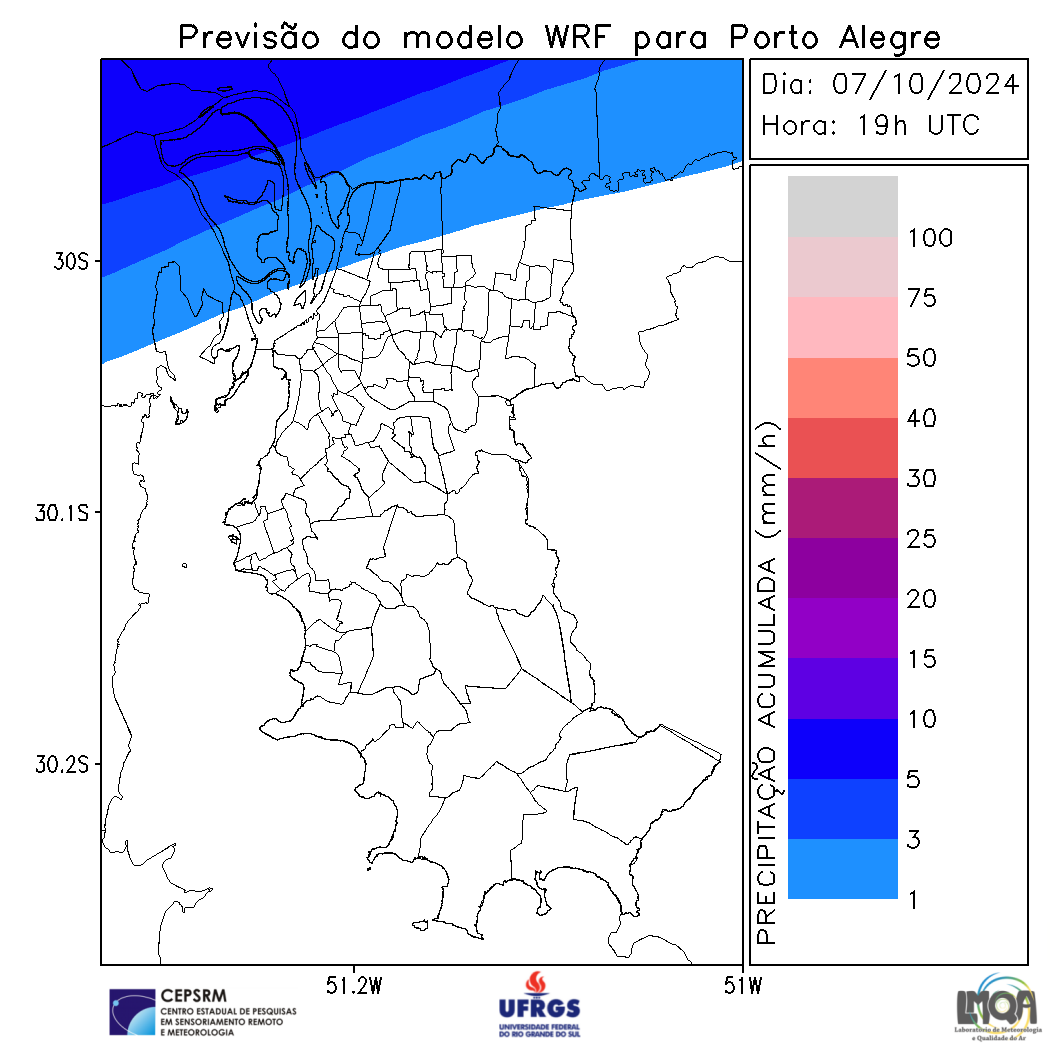 Previsão do modelo WRF para Porto Alegre
Dia: 07/10/2024
Hora: 19h UTC
30S
30.1S
30.2S
51.2W
51W
PRECIPITAÇÃO ACUMULADA (mm/h)
100
75
50
40
30
25
20
15
10
5
3
1
CEPSRM
CENTRO ESTADUAL DE PESQUISAS
EM SENSORIAMENTO REMOTO
E METEOROLOGIA
UFRGS
UNIVERSIDADE FEDERAL
DO RIO GRANDE DO SUL
LMQA
Laboratório de Meteorologia
e Qualidade do Ar